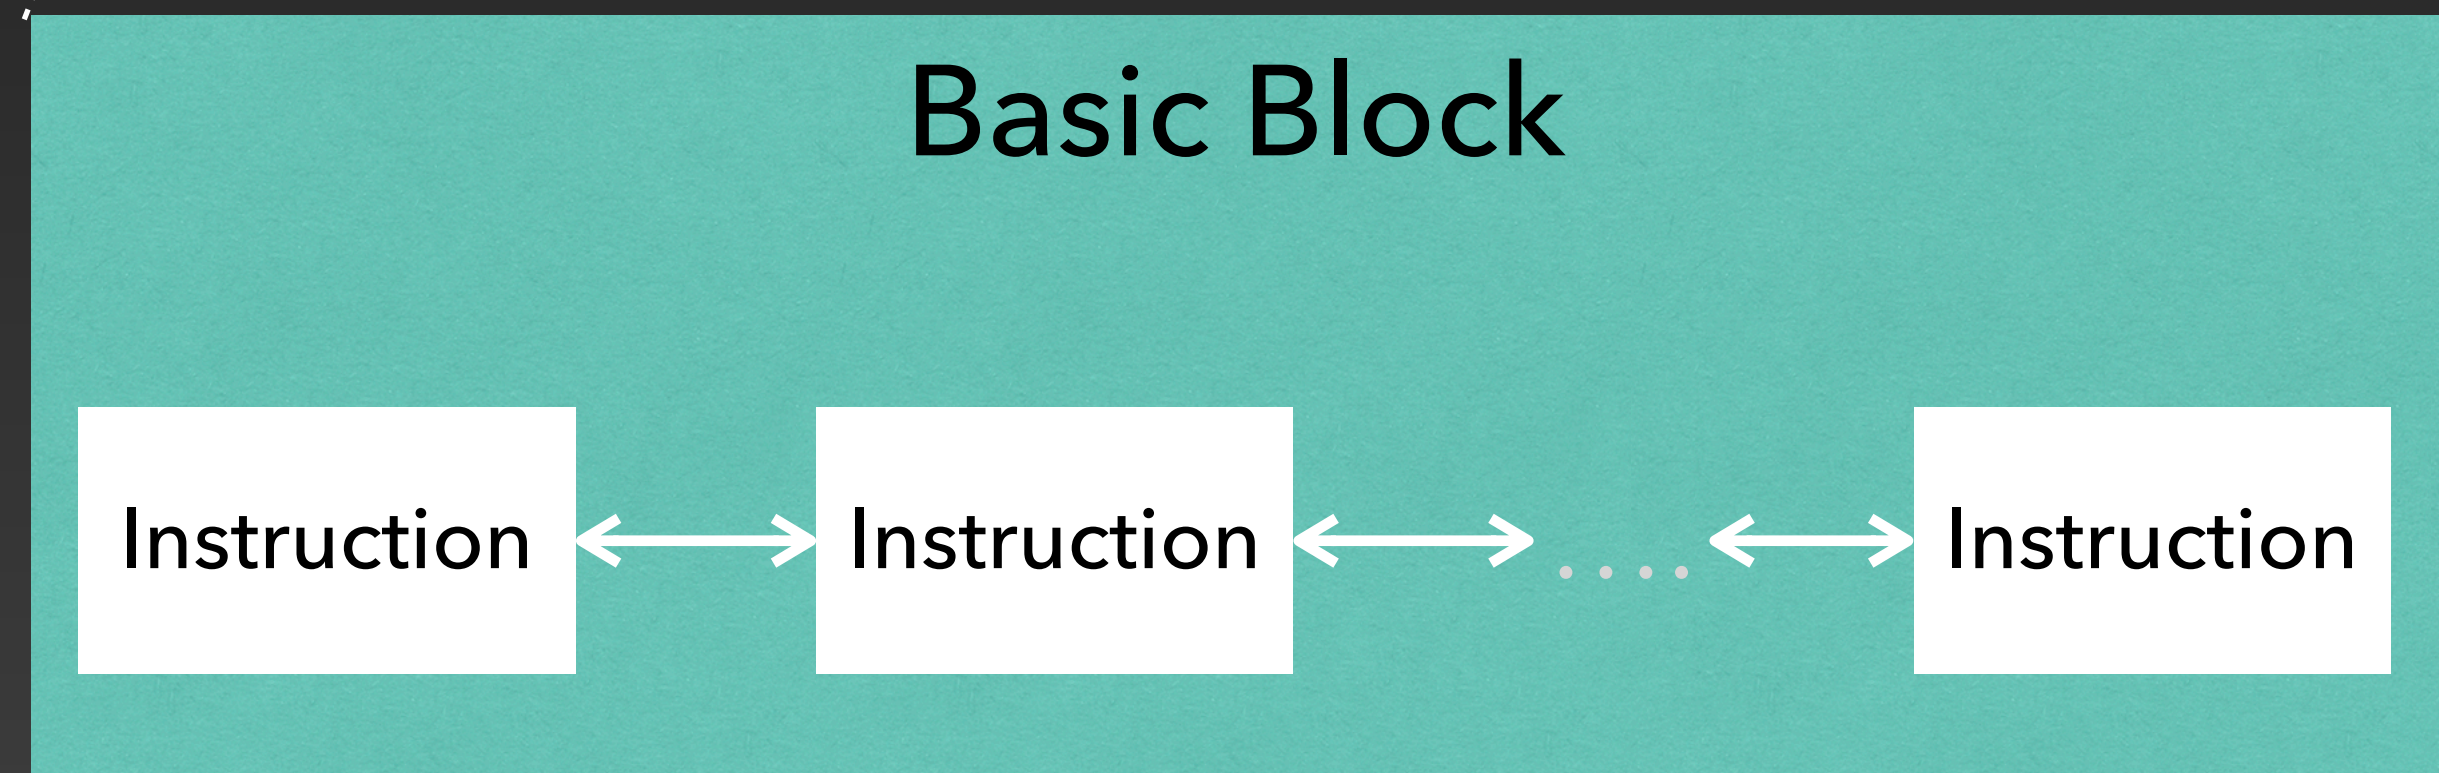 Basic Block
Instruction Instruction .... Instruction